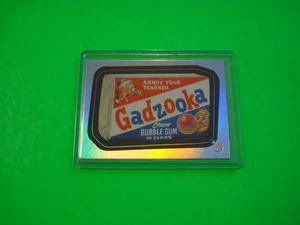 ANNOY YOUR
TEACHER
Gadzooka
Chew
BUBBLE GUM
IN CLASS